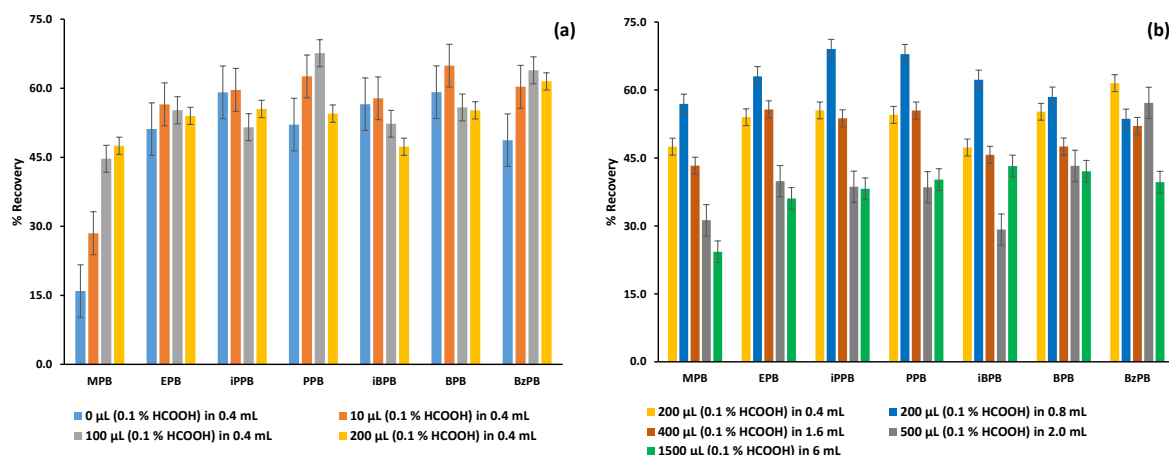 (a)
% Recovery
75.0
60.0
45.0
30.0
15.0
0.0
MPB EPB iPPB PPB iBPB BPB BzPB
0 µL (0.1 % HCOOH) in 0.4 mL 10 µL (0.1 % HCOOH) in 0.4 mL
100 µL (0.1 % HCOOH) in 0.4 mL 200 µL (0.1 % HCOOH) in 0.4 mL
(b)
% Recovery
75.0
60.0
45.0
30.0
15.0
0.0
MPB EPB iPPB PPB iBPB BPB BzPB
200 µL (0.1 % HCOOH) in 0.4 mL 200 µL (0.1 % HCOOH) in 0.8 mL
400 µL (0.1 % HCOOH) in 1.6 mL 500 µL (0.1 % HCOOH) in 2.0 mL
1500 µL (0.1 % HCOOH) in 6 mL